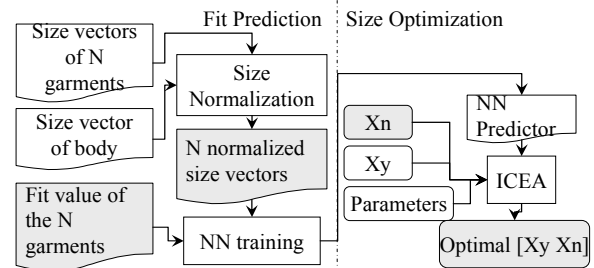 Fit Prediction
Size Optimization
Size vectors
of N
garments
Size
Normalization
Size vector
of body
N normalized
size vectors
Fit value of
the N
garments
NN training
NN
Predictor
Xn
Xy
Parameters
ICEA
Optimal [Xy Xn]